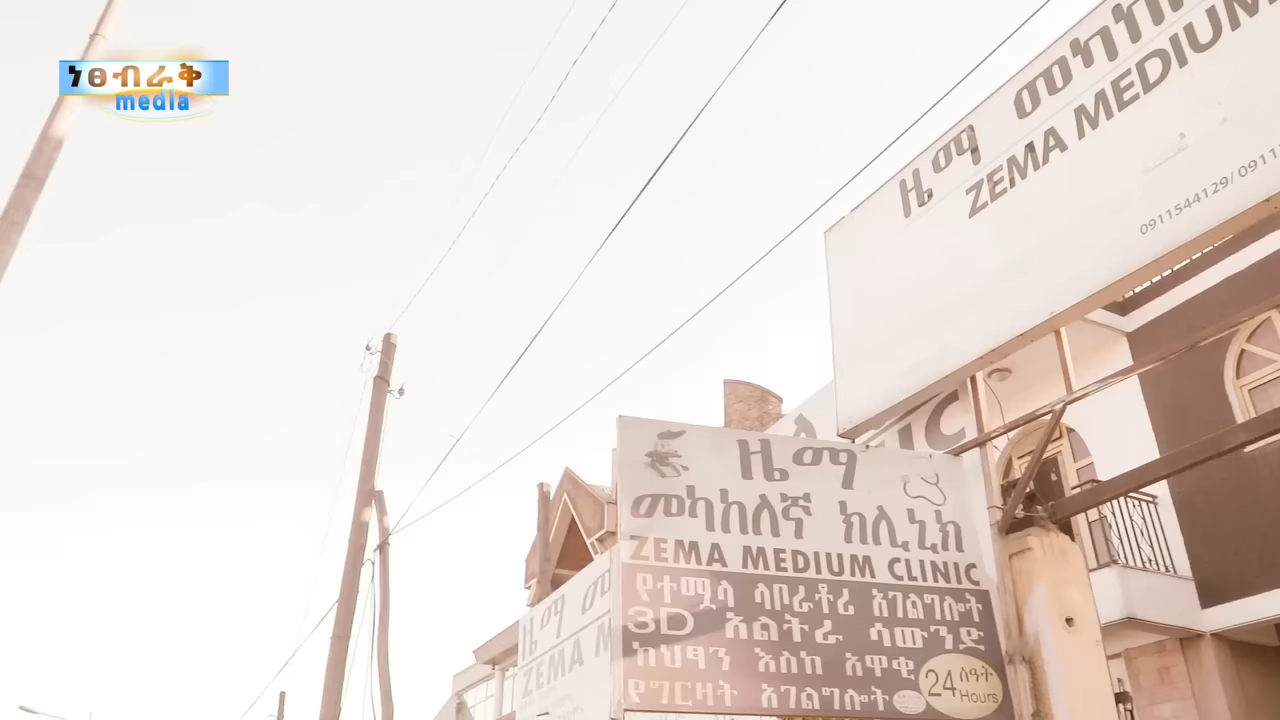 ነፀብራቅ
media
ዜማ መካከ
ZEMA MEDIUM
0911544129/ 0911
ዜማ
መካከለኛ ክሊኒክ
ZEMA MEDIUM CLINIC
የተሟላ ላቦራቶሪ አገልግሎት
3D አልትራ ሳውንድ
ከህፃን እስከ አዋቂ
የግርዛት አገልግሎት
24 ሰዓት
Hours
ዜማ መ
ZEMA M